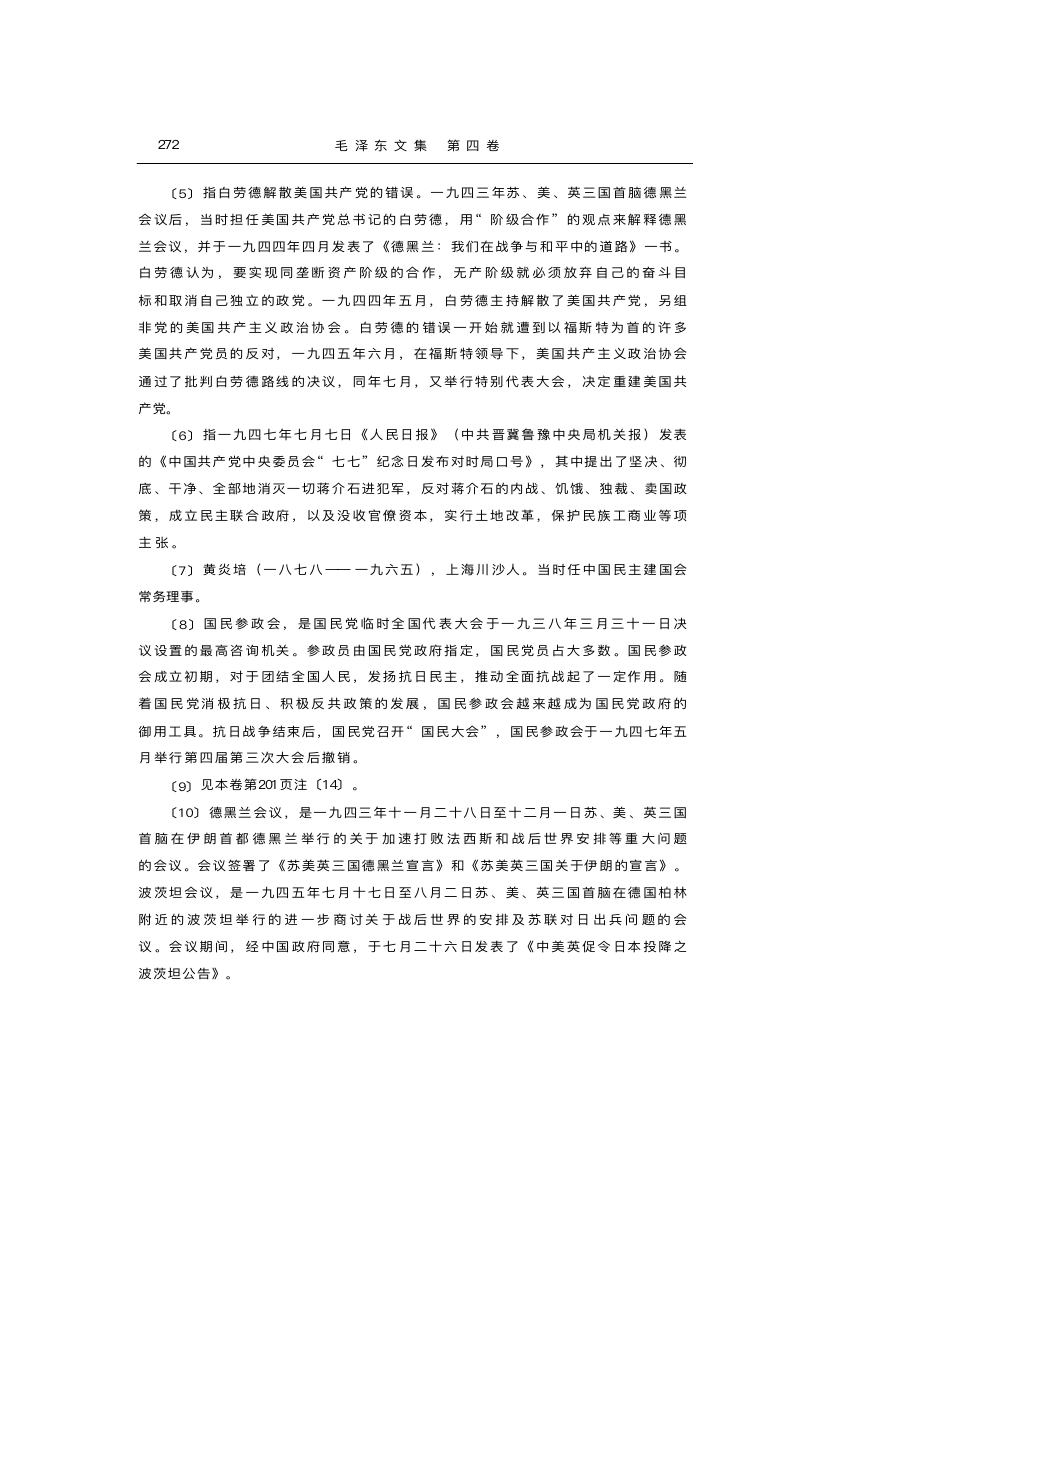 272 毛泽东文集 第四卷
〔5〕指白劳德解散美国共产党的错误。一九四三年苏、美、英三国首脑德黑兰
会议后，当时担任美国共产党总书记的白劳德，用“阶级合作”的观点来解释德黑
兰会议，并于一九四四年四月发表了《德黑兰：我们在战争与和平中的道路》一书。
白劳德认为，要实现同垄断资产阶级的合作，无产阶级就必须放弃自己的奋斗目
标和取消自己独立的政党。一九四四年五月，白劳德主持解散了美国共产党，另组
非党的美国共产主义政治协会。白劳德的错误一开始就遭到以福斯特为首的许多
美国共产党员的反对，一九四五年六月，在福斯特领导下，美国共产主义政治协会
通过了批判白劳德路线的决议，同年七月，又举行特别代表大会，决定重建美国共
产党。
〔6〕指一九四七年七月七日《人民日报》（中共晋冀鲁豫中央局机关报）发表
的《中国共产党中央委员会“七七”纪念日发布对时局口号》，其中提出了坚决、彻
底、干净、全部地消灭一切蒋介石进犯军，反对蒋介石的内战、饥饿、独裁、卖国政
策，成立民主联合政府，以及没收官僚资本，实行土地改革，保护民族工商业等项
主张。
〔7〕黄炎培（一八七八——一九六五），上海川沙人。当时任中国民主建国会
常务理事。
〔8〕国民参政会，是国民党临时全国代表大会于一九三八年三月三十一日决
议设置的最高咨询机关。参政员由国民党政府指定，国民党员占大多数。国民参政
会成立初期，对于团结全国人民，发扬抗日民主，推动全面抗战起了一定作用。随
着国民党消极抗日、积极反共政策的发展，国民参政会越来越成为国民党政府的
御用工具。抗日战争结束后，国民党召开“国民大会”，国民参政会于一九四七年五
月举行第四届第三次大会后撤销。
〔9〕见本卷第201页注〔14〕。
〔10〕德黑兰会议，是一九四三年十一月二十八日至十二月一日苏、美、英三国
首脑在伊朗首都德黑兰举行的关于加速打败法西斯和战后世界安排等重大问题
的会议。会议签署了《苏美英三国德黑兰宣言》和《苏美英三国关于伊朗的宣言》。
波茨坦会议，是一九四五年七月十七日至八月二日苏、美、英三国首脑在德国柏林
附近的波茨坦举行的进一步商讨关于战后世界的安排及苏联对日出兵问题的会
议。会议期间，经中国政府同意，于七月二十六日发表了《中美英促令日本投降之
波茨坦公告》。